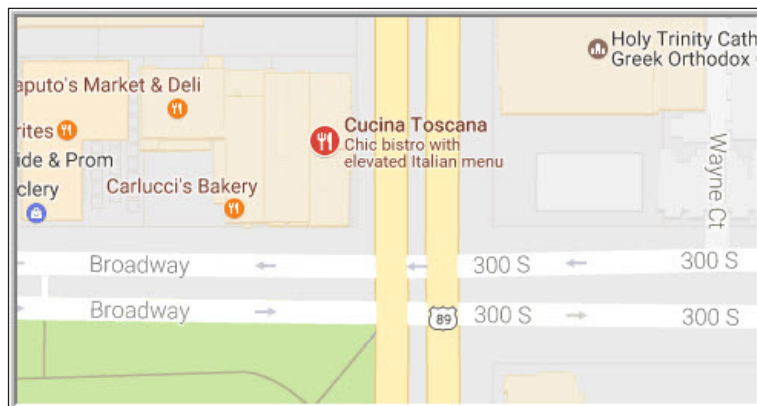 Holy Trinity Cath
Greek Orthodox
aputo's Market & Deli
Cucina Toscana
Chic bistro with
elevated Italian menu
rites
ide & Prom
clery
Carlucci's Bakery
Wayne Ct
Broadway
300 S
300 S
Broadway
89
300 S
300 S